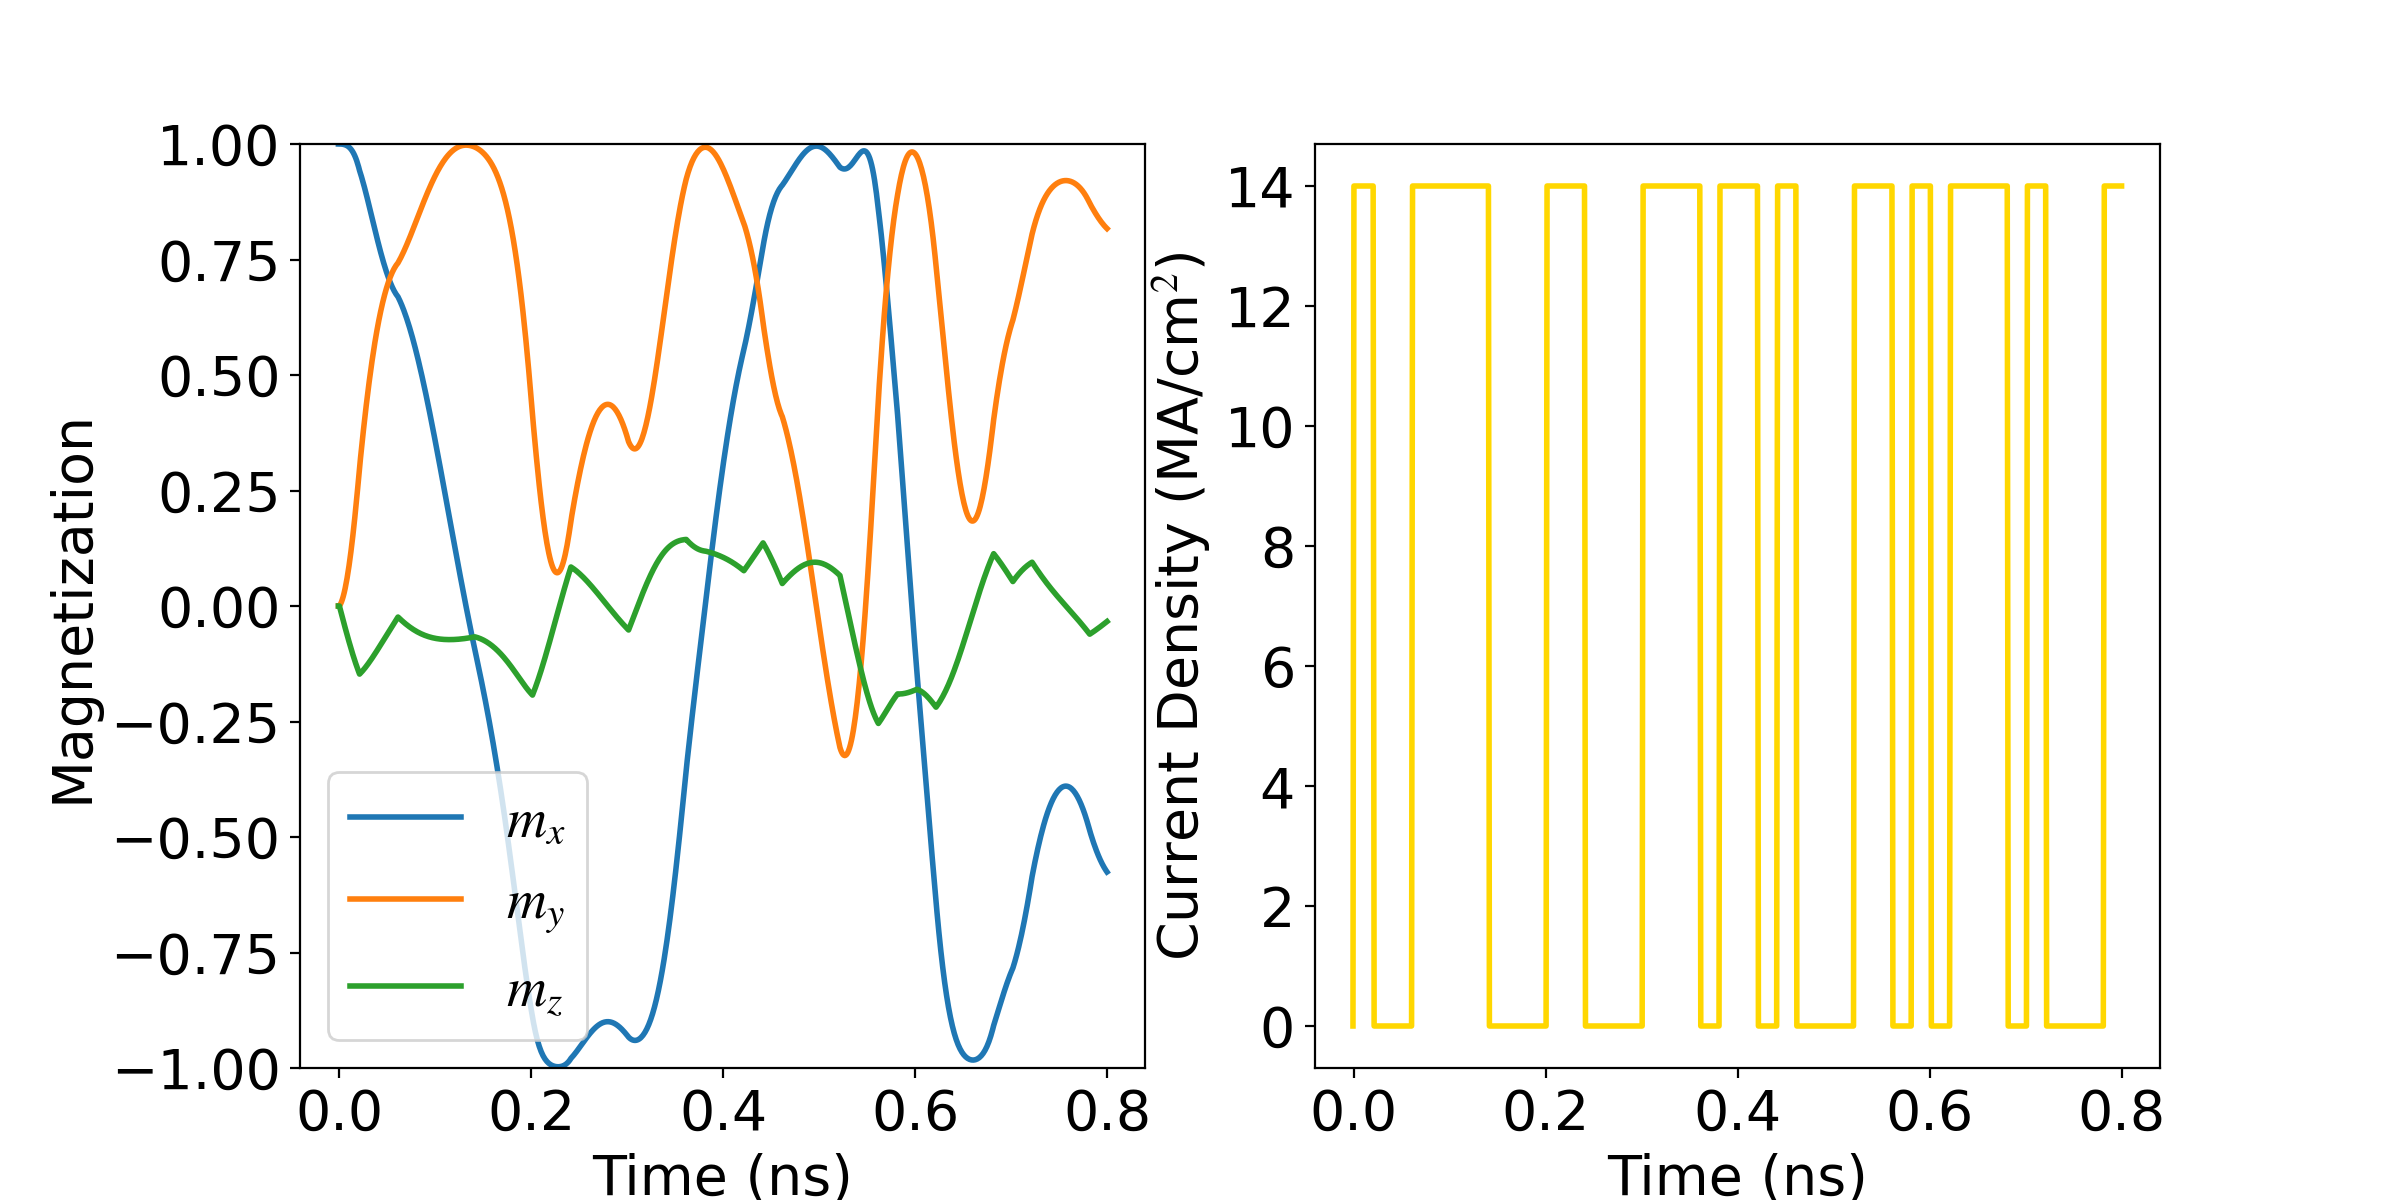 1.00
0.75
0.50
0.25
0.00
−0.25
−0.50
−0.75
−1.00
Magnetization
m_x
m_y
m_z
0.0 0.2 0.4 0.6 0.8
Time (ns)
14
12
10
8
6
4
2
0
Current Density (MA/cm²)
0.0 0.2 0.4 0.6 0.8
Time (ns)